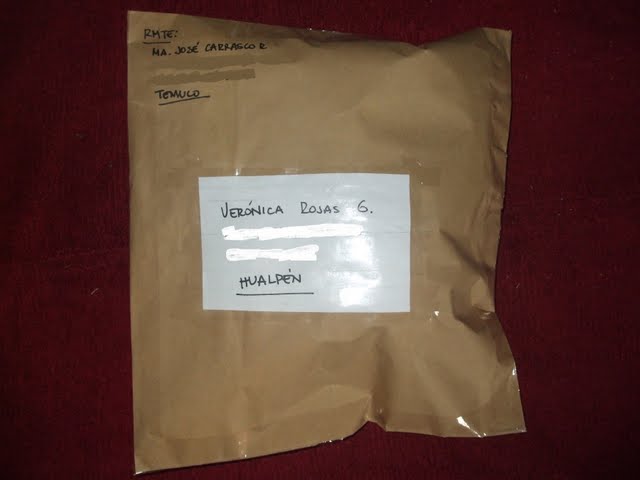 RMTE:
MA. JOSÉ CARRASCO R
TEMUCO
VERÓNICA ROJAS G.
HUALPÉN